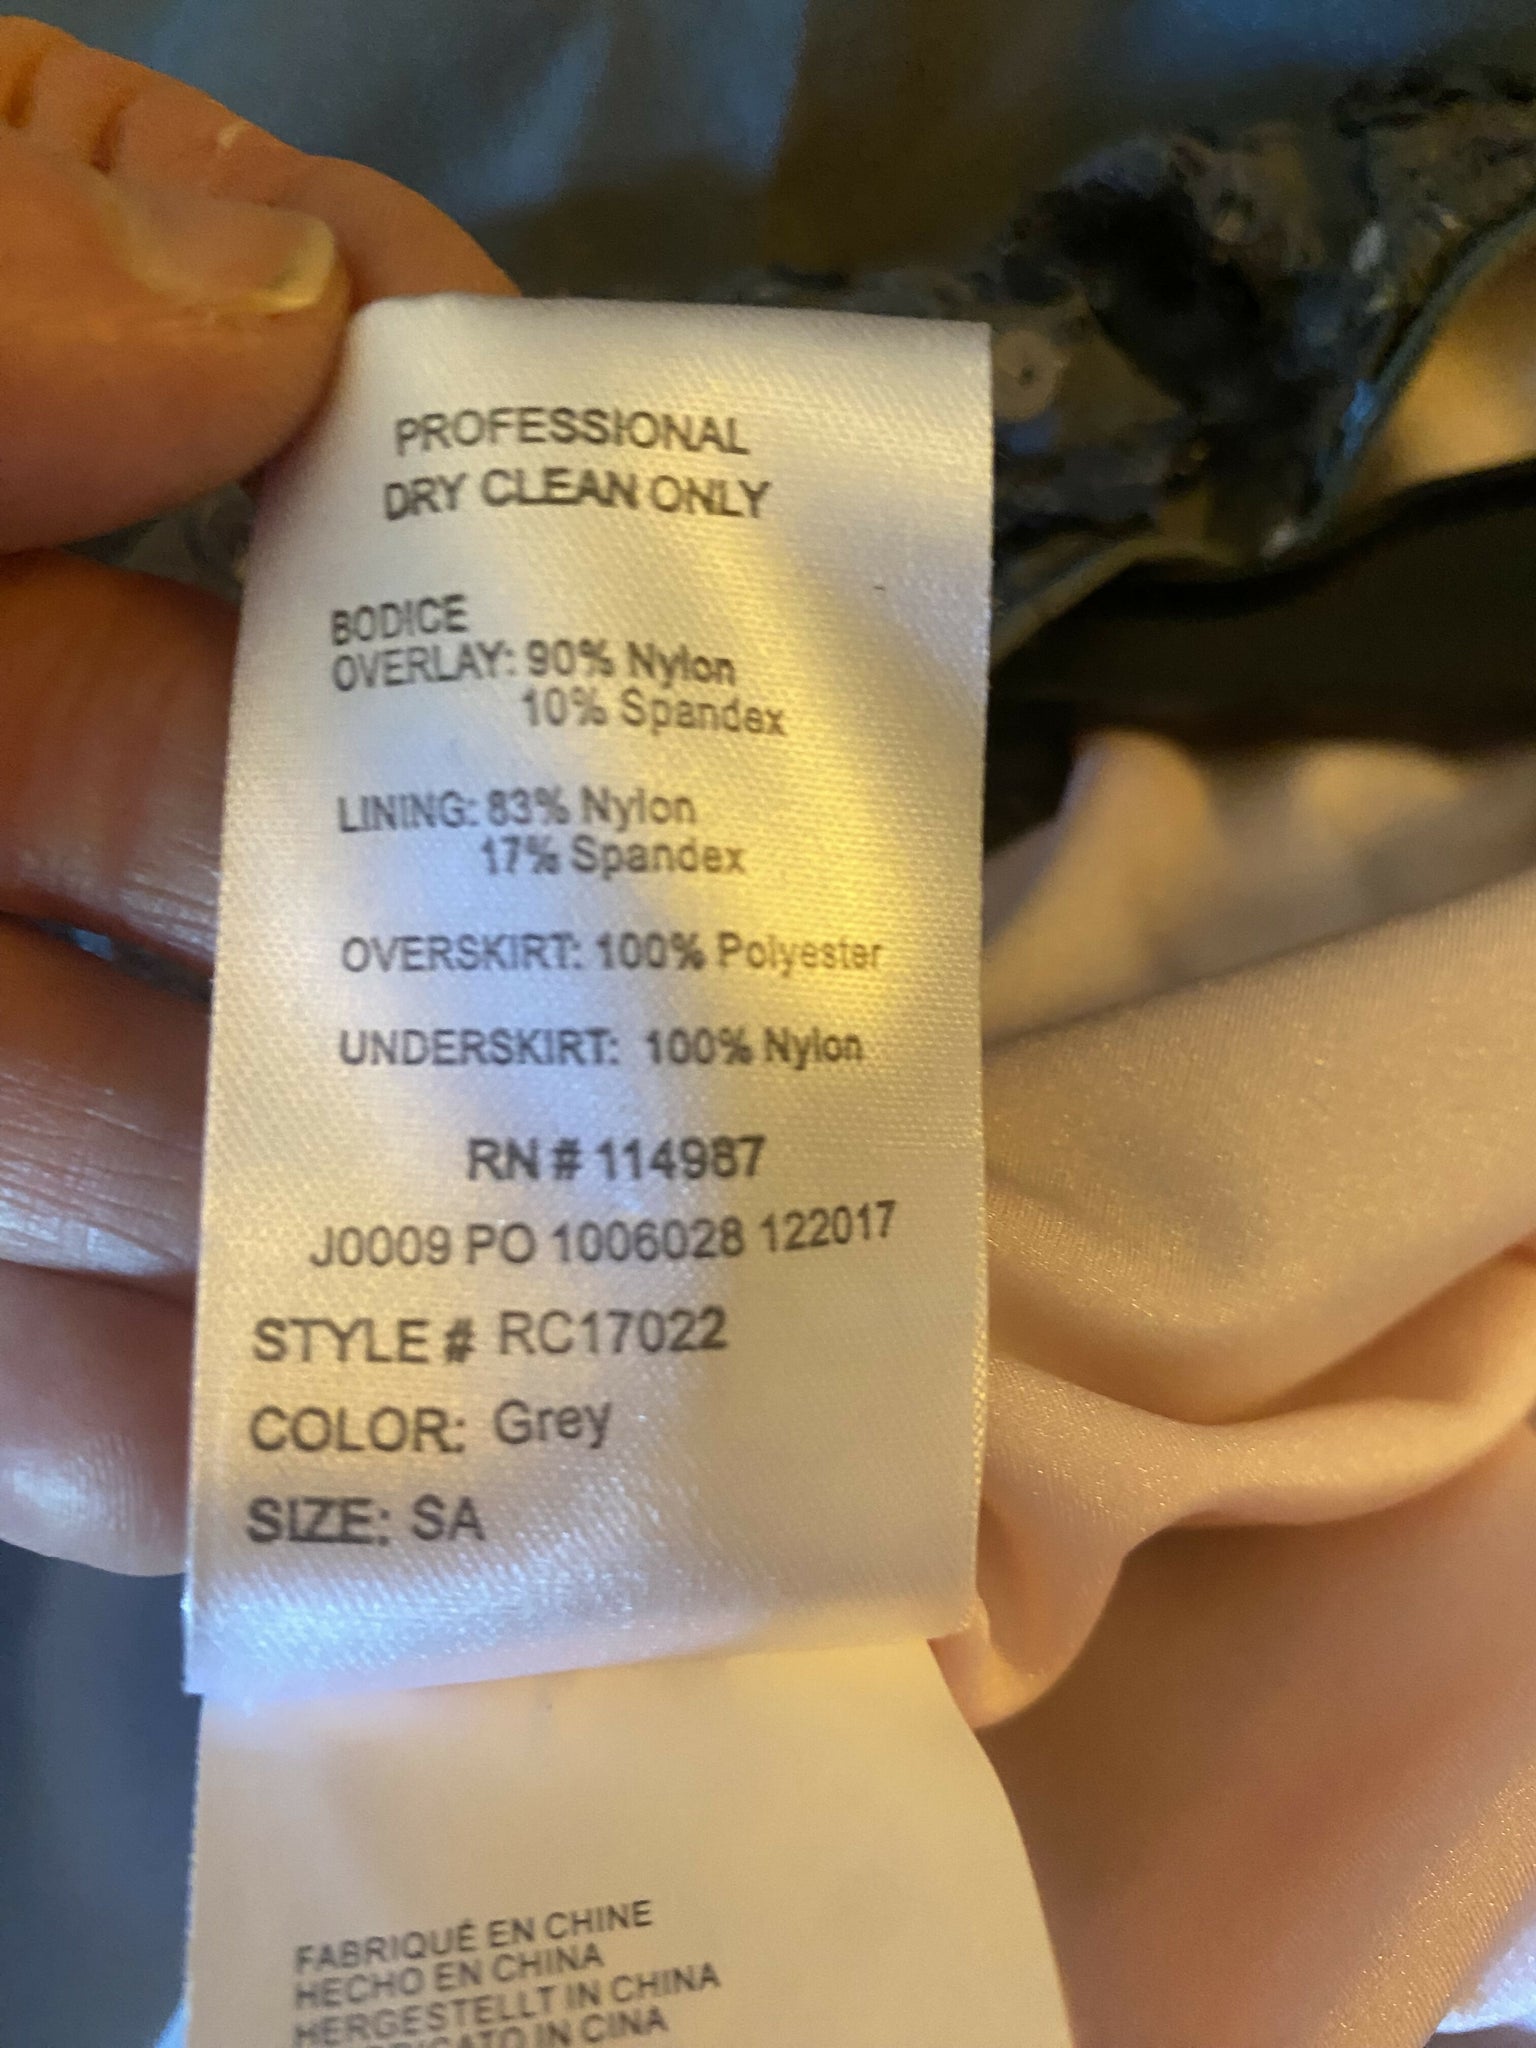 PROFESSIONAL
DRY CLEAN ONLY
BODICE
OVERLAY: 90% Nylon
10% Spandex
LINING: 83% Nylon
17% Spandex
OVERSKIRT: 100% Polyester
UNDERSKIRT: 100% Nylon
RN # 114987
J0009 PO 1006028 122017
STYLE # RC17022
COLOR: Grey
SIZE: SA
FABRIQUÉ EN CHINE
HECHO EN CHINA
HERGESTELLT IN CHINA
IN CINA